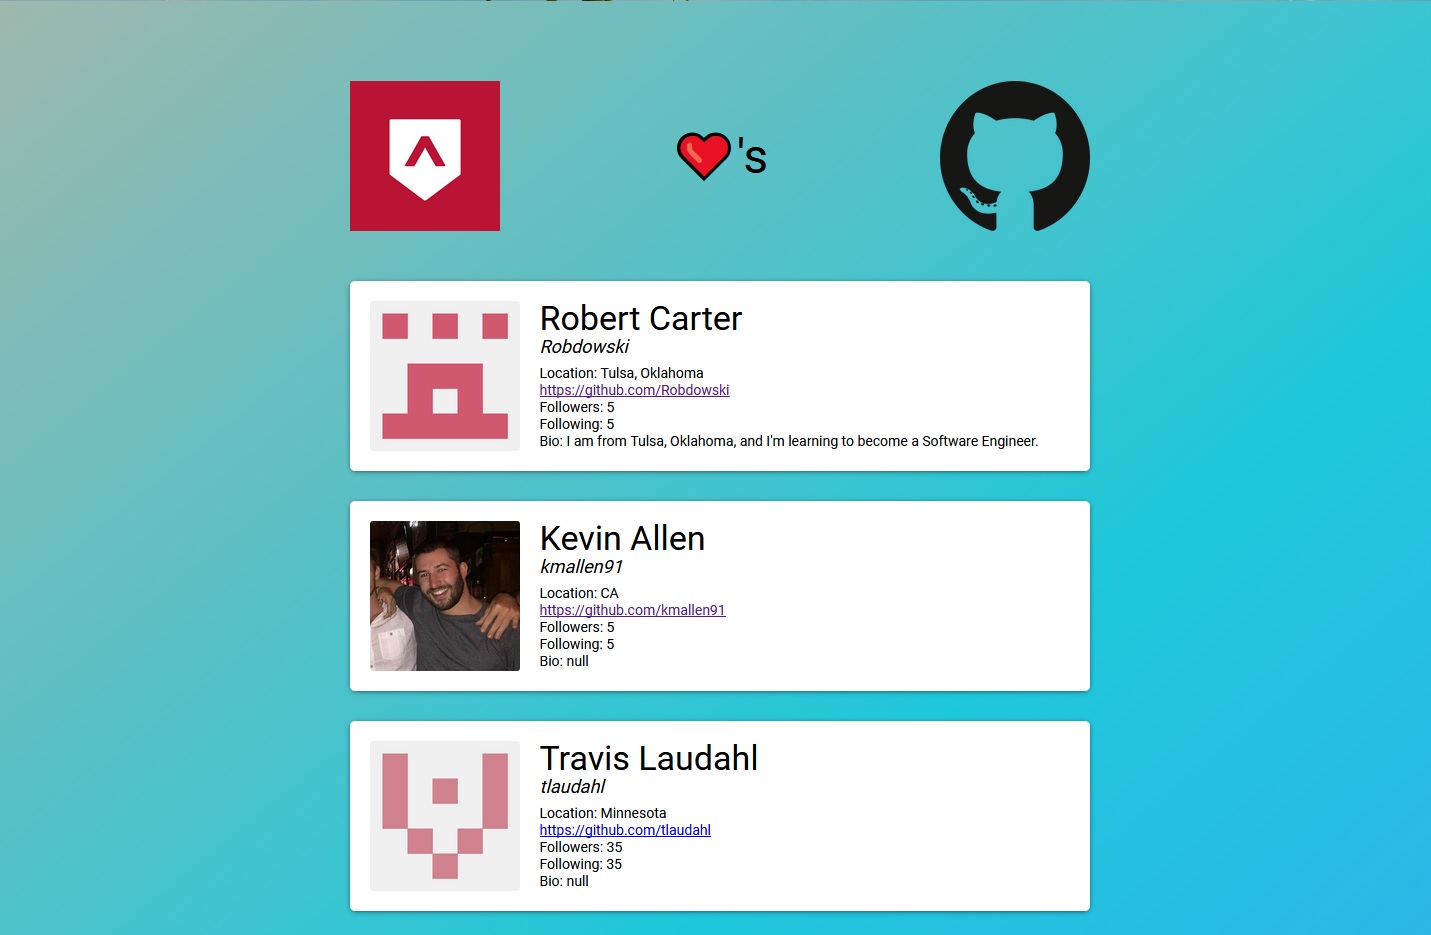 ❤️'s
Robert Carter
Robdowski
Location: Tulsa, Oklahoma
https://github.com/Robdowski
Followers: 5
Following: 5
Bio: I am from Tulsa, Oklahoma, and I'm learning to become a Software Engineer.
Kevin Allen
kmallen91
Location: CA
https://github.com/kmallen91
Followers: 5
Following: 5
Bio: null
Travis Laudahl
tlaudahl
Location: Minnesota
https://github.com/tlaudahl
Followers: 35
Following: 35
Bio: null